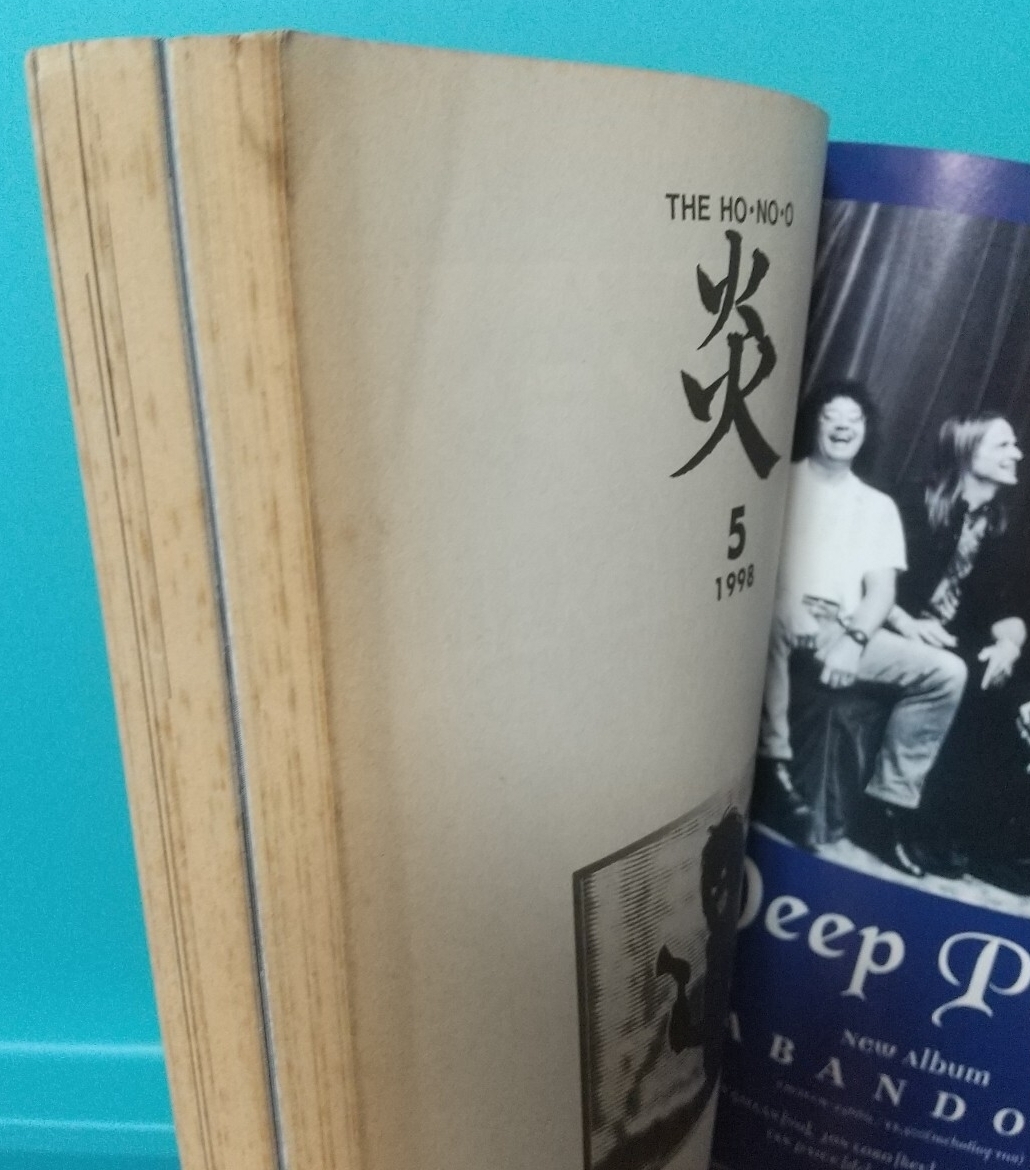 THE HO・NO・O
炎
5
1998
Deep P
New Album
ABANDO